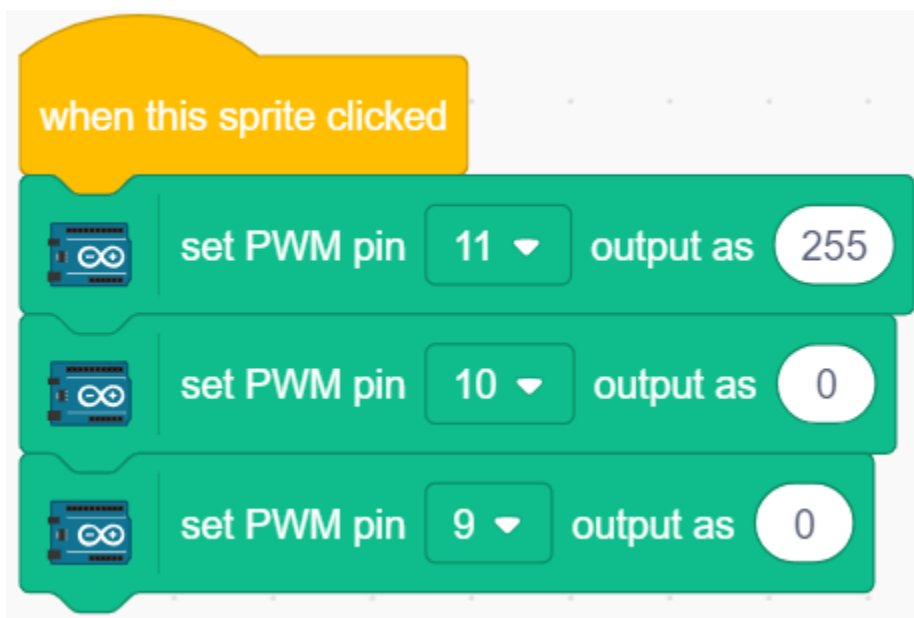 when this sprite clicked
set PWM pin 11 output as 255
set PWM pin 10 output as 0
set PWM pin 9 output as 0